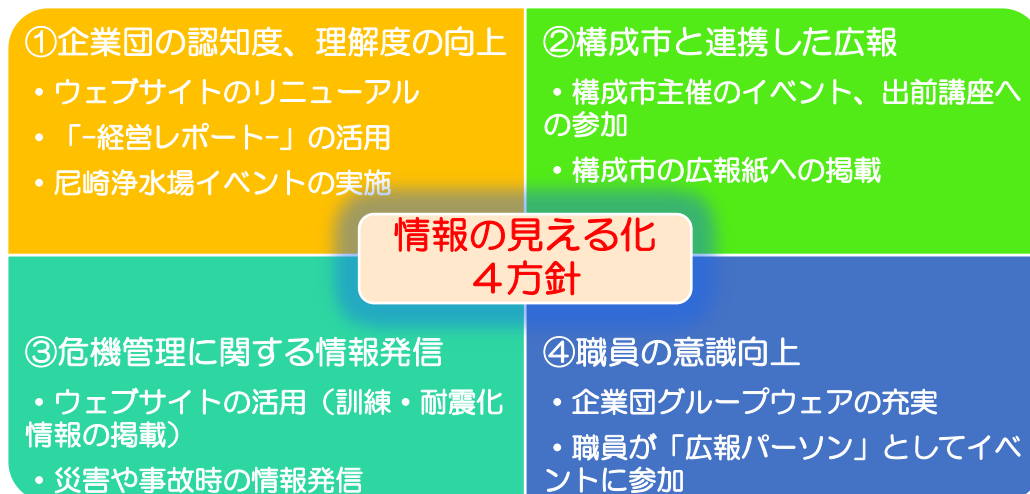 ①企業団の認知度、理解度の向上
・ウェブサイトのリニューアル
・「-経営レポート-」の活用
・尼崎浄水場イベントの実施
②構成市と連携した広報
・構成市主催のイベント、出前講座へ
の参加
・構成市の広報紙への掲載
情報の見える化
４方針
③危機管理に関する情報発信
・ウェブサイトの活用（訓練・耐震化
情報の掲載）
・災害や事故時の情報発信
④職員の意識向上
・企業団グループウェアの充実
・職員が「広報パーソン」としてイベ
ントに参加